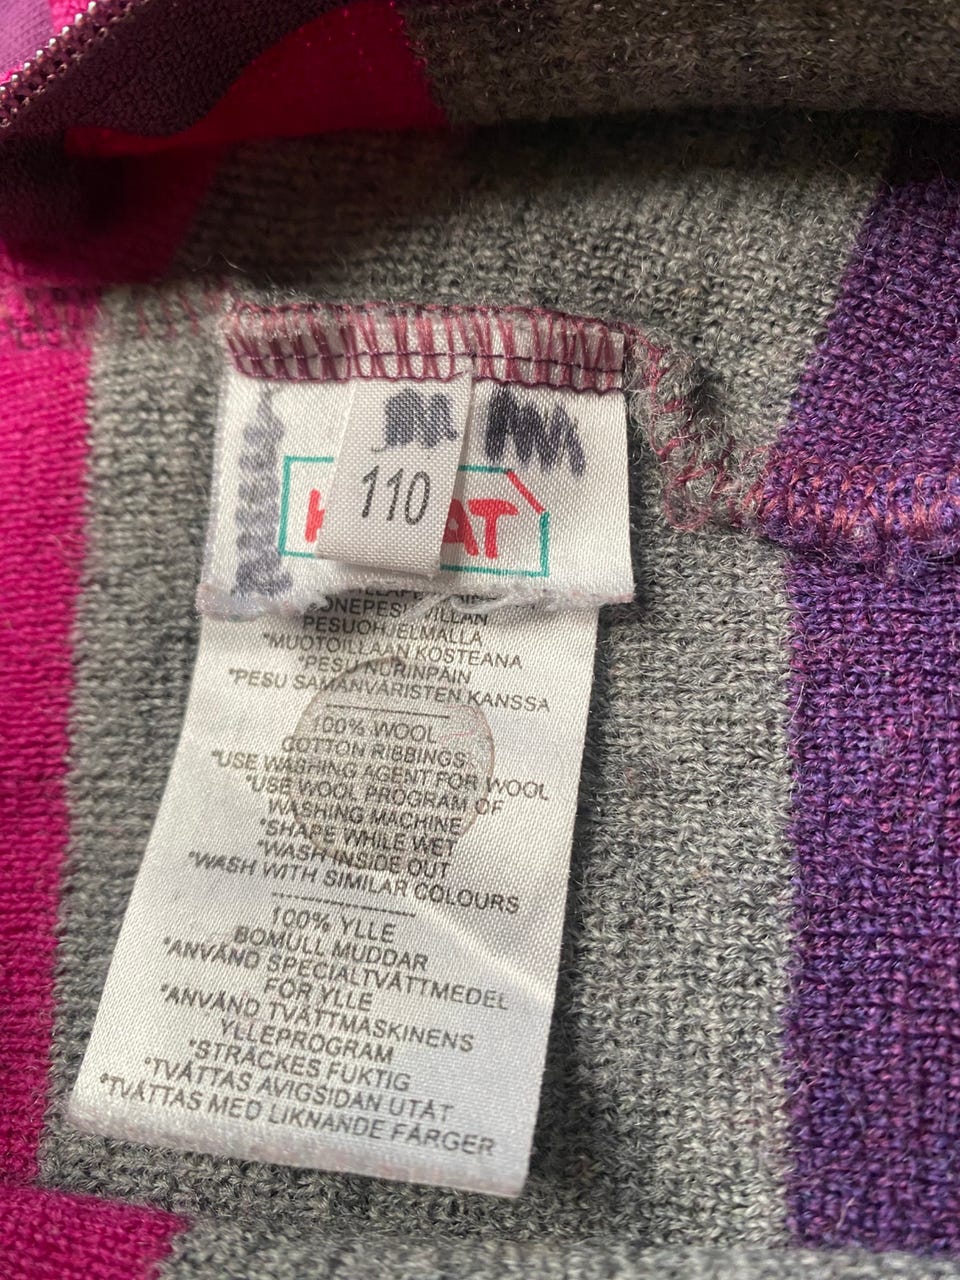 110
AT
PESUOHJELMALLA
*MUOTOILLAAN KOSTEANA
*PESU NURINPÄIN
*PESU SAMANVÄRISTEN KANSSA
100% WOOL
COTTON RIBBINGS
*USE WASHING AGENT FOR WOOL
*USE WOOL PROGRAM OF
WASHING MACHINE
*SHAPE WHILE WET
*WASH INSIDE OUT
*WASH WITH SIMILAR COLOURS
100% YLLE
BOMULL MUDDAR
*ANVÄND SPECIALTVÄTTMEDEL
FÖR YLLE
*ANVÄND TVÄTTMASKINENS
YLLEPROGRAM
*STRÄCKES FUKTIG
*TVÄTTAS AVIGSIDAN UTÅT
*TVÄTTAS MED LIKNANDE FÄRGER